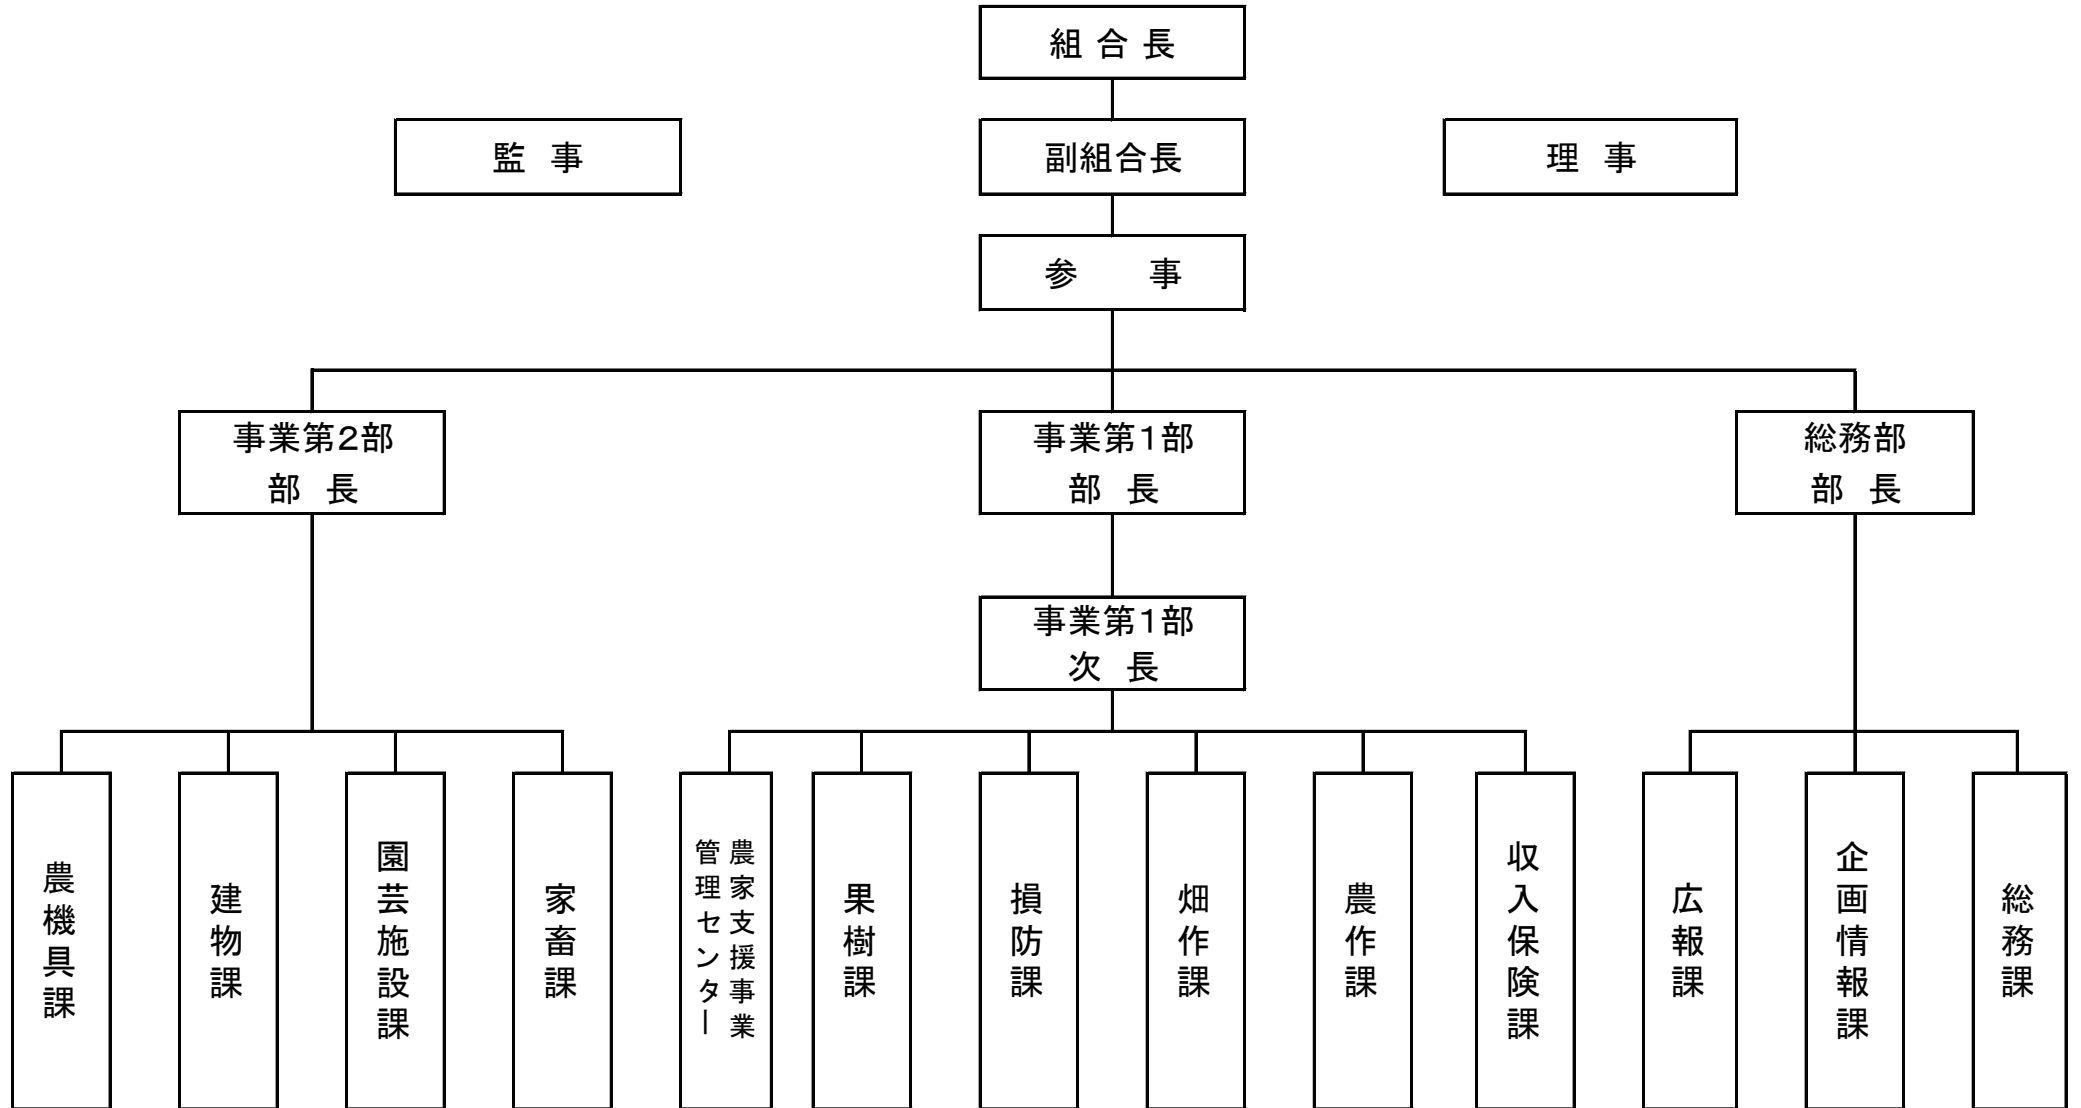 組合長
監事
副組合長
理事
参事
事業第2部
部長
事業第1部
部長
総務部
部長
事業第1部
次長
農機具課
建物課
園芸施設課
家畜課
農家支援事業
管理センター
果樹課
損防課
畑作課
農作課
収入保険課
広報課
企画情報課
総務課